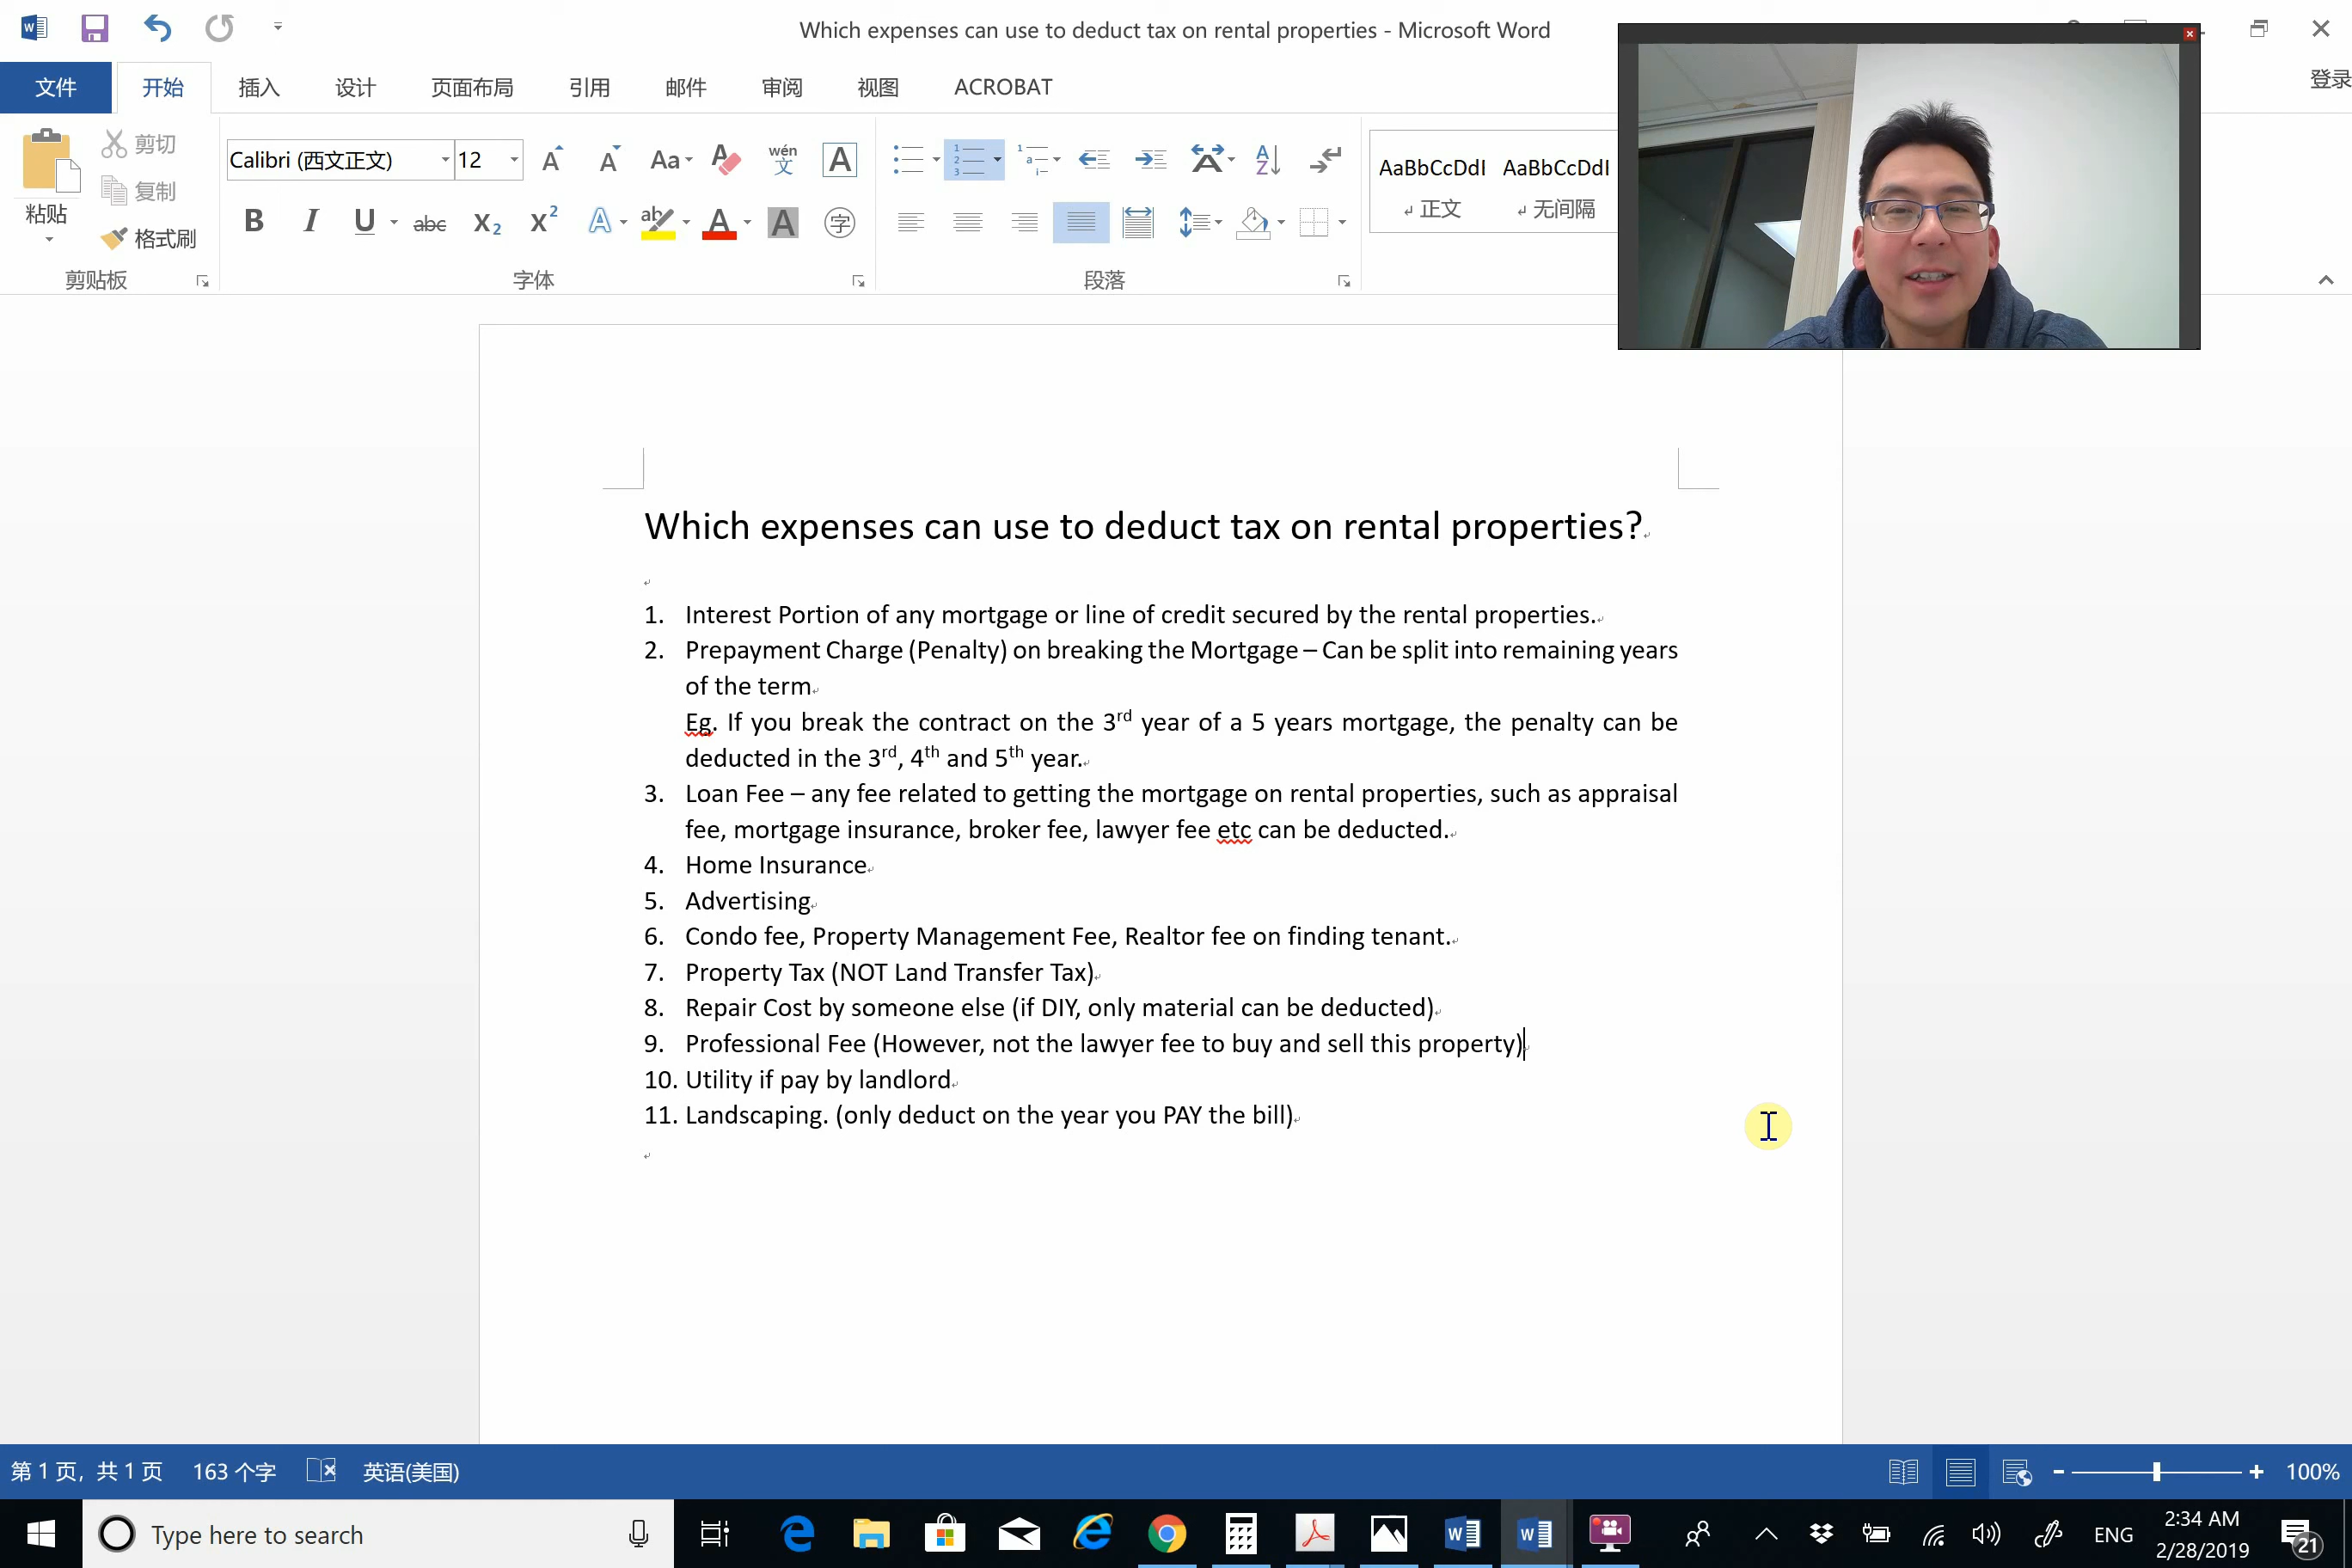 Which expenses can use to deduct tax on rental properties - Microsoft Word
登录
文件 开始 插入 设计 页面布局 引用 邮件 审阅 视图 ACROBAT
粘贴
剪切
复制
格式刷
剪贴板
Calibri (西文正文) 12
Aa
wén
文
A
B I U abc X₂ X² A ab A A 字
字体
段落
AaBbCcDdI AaBbCcDdI
正文 无间隔
Which expenses can use to deduct tax on rental properties?
1. Interest Portion of any mortgage or line of credit secured by the rental properties.
2. Prepayment Charge (Penalty) on breaking the Mortgage – Can be split into remaining years
of the term
Eg. If you break the contract on the 3rd year of a 5 years mortgage, the penalty can be
deducted in the 3rd, 4th and 5th year.
3. Loan Fee – any fee related to getting the mortgage on rental properties, such as appraisal
fee, mortgage insurance, broker fee, lawyer fee etc can be deducted.
4. Home Insurance
5. Advertising
6. Condo fee, Property Management Fee, Realtor fee on finding tenant.
7. Property Tax (NOT Land Transfer Tax)
8. Repair Cost by someone else (if DIY, only material can be deducted)
9. Professional Fee (However, not the lawyer fee to buy and sell this property)
10. Utility if pay by landlord
11. Landscaping. (only deduct on the year you PAY the bill)
第 1 页，共 1 页 163 个字 英语(美国) 100%
Type here to search
ENG
2:34 AM
2/28/2019
21